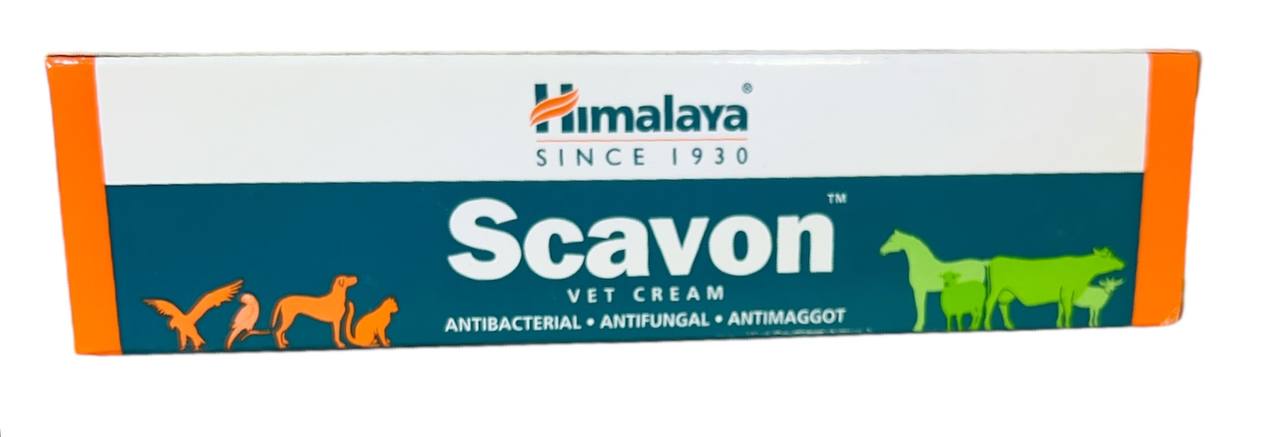 Himalaya®
SINCE 1930
Scavon™
VET CREAM
ANTIBACTERIAL • ANTIFUNGAL • ANTIMAGGOT